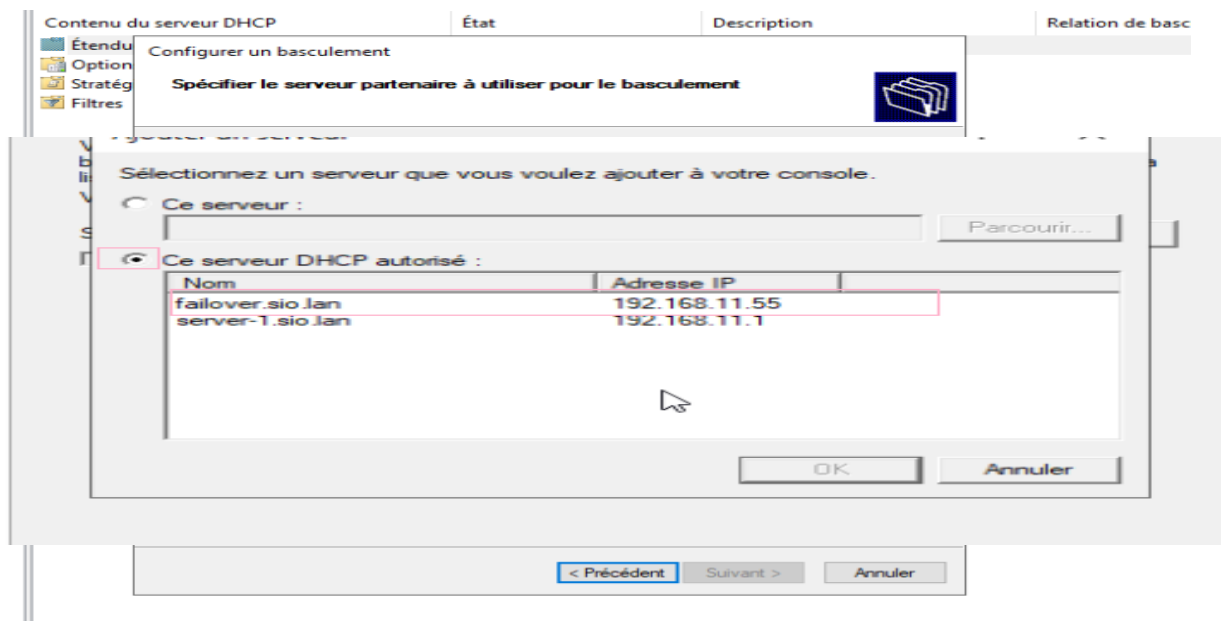 Contenu du serveur DHCP État Description Relation de basc
Étendu
Configurer un basculement
Option
Stratég
Spécifier le serveur partenaire à utiliser pour le basculement
Filtres
Sélectionnez un serveur que vous voulez ajouter à votre console.
Ce serveur :
Parcourir...
Ce serveur DHCP autorisé :
Nom Adresse IP
failover.sio.lan 192.168.11.55
server-1.sio.lan 192.168.11.1
OK Annuler
< Précédent Suivant > Annuler